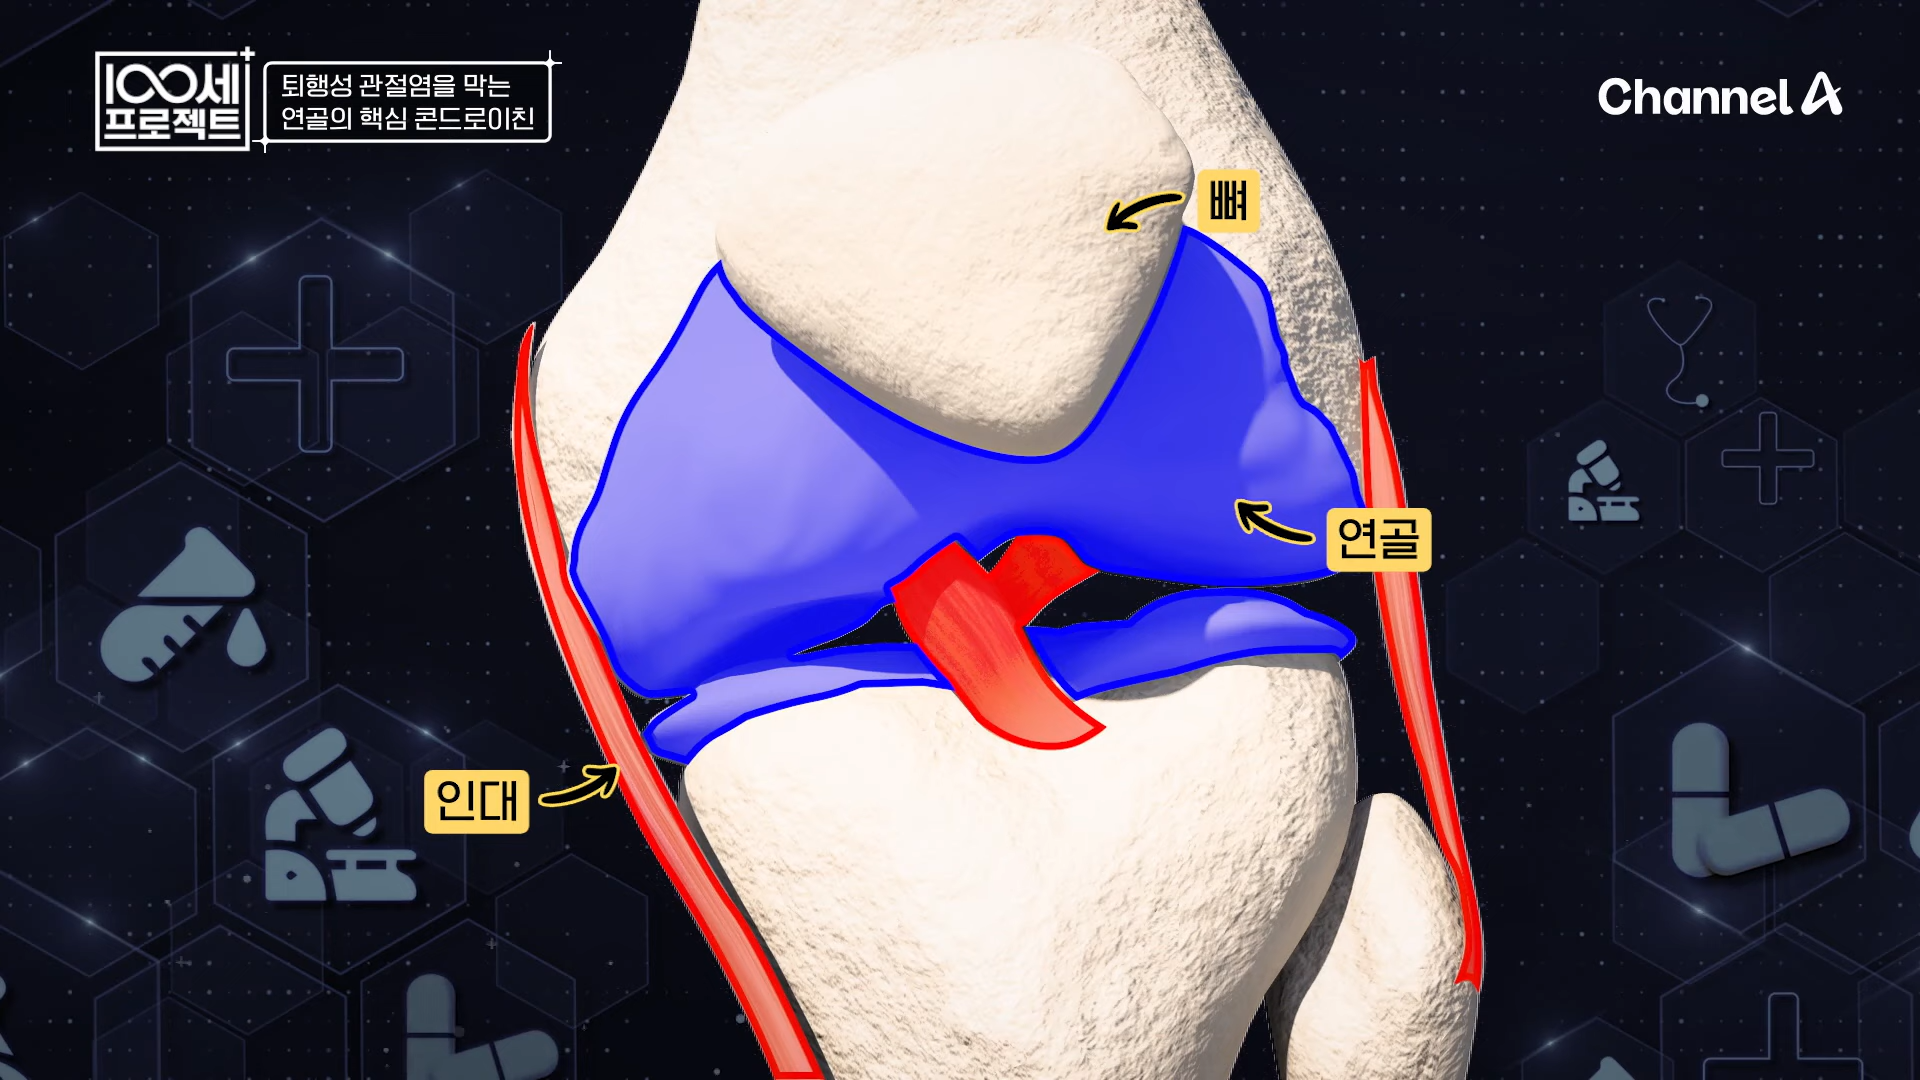 100세
프로젝트
퇴행성 관절염을 막는
연골의 핵심 콘드로이친
Channel A
뼈
연골
인대